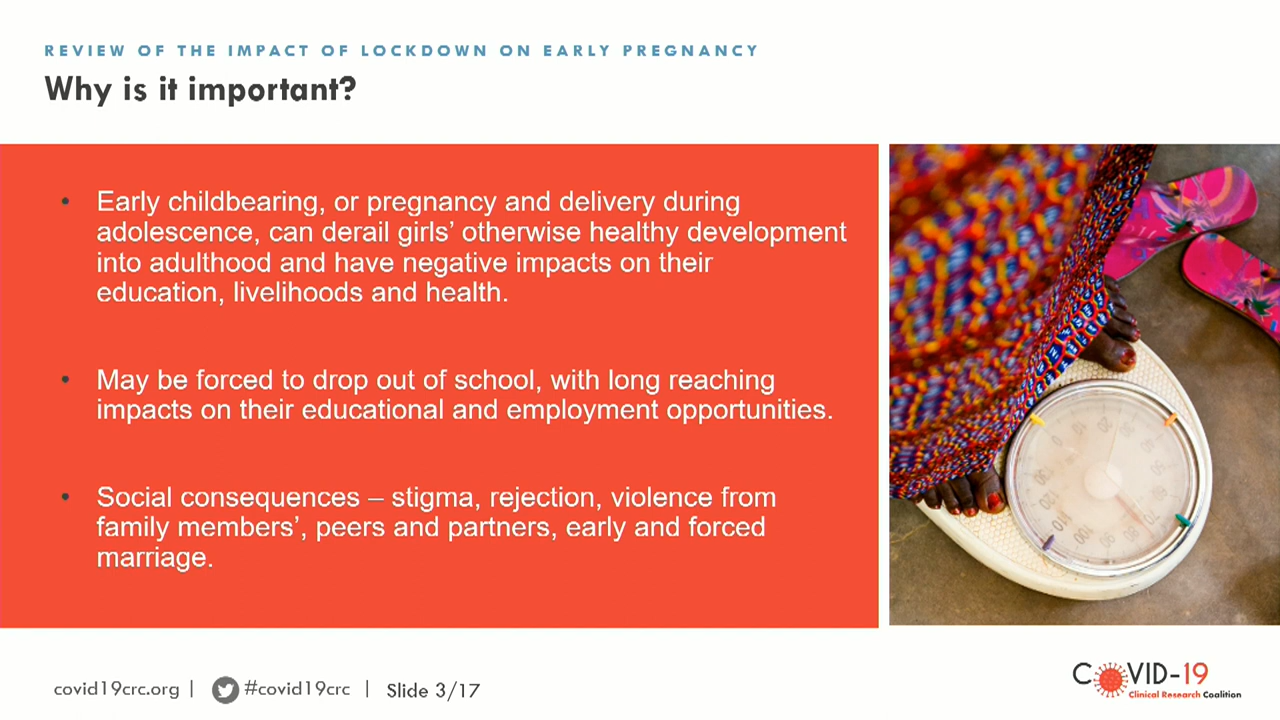 REVIEW OF THE IMPACT OF LOCKDOWN ON EARLY PREGNANCY
Why is it important?
• Early childbearing, or pregnancy and delivery during
adolescence, can derail girls’ otherwise healthy development
into adulthood and have negative impacts on their
education, livelihoods and health.
• May be forced to drop out of school, with long reaching
impacts on their educational and employment opportunities.
• Social consequences – stigma, rejection, violence from
family members’, peers and partners, early and forced
marriage.
covid19crc.org | #covid19crc | Slide 3/17
COVID-19
Clinical Research Coalition